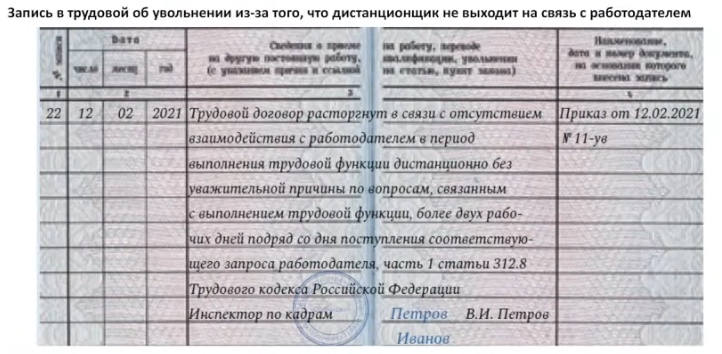 Запись в трудовой об увольнении из-за того, что дистанционщик не выходит на связь с работодателем
№ записи
Дата
Сведения о приеме на работу, переводе
на другую постоянную работу, квалификации, увольнении
(с указанием причин и ссылкой на статью, пункт закона)
Наименование,
дата и номер документа,
на основании которого
внесена запись
число месяц год
1 2 3 4
22 12 02 2021 Трудовой договор расторгнут в связи с отсутствием Приказ от 12.02.2021
взаимодействия с работодателем в период № 11-ув
выполнения трудовой функции дистанционно без
уважительной причины по вопросам, связанным
с выполнением трудовой функции, более двух рабо-
чих дней подряд со дня поступления соответствую-
щего запроса работодателя, часть 1 статьи 312.8
Трудового кодекса Российской Федерации
Инспектор по кадрам Петров В.И. Петров
Иванов